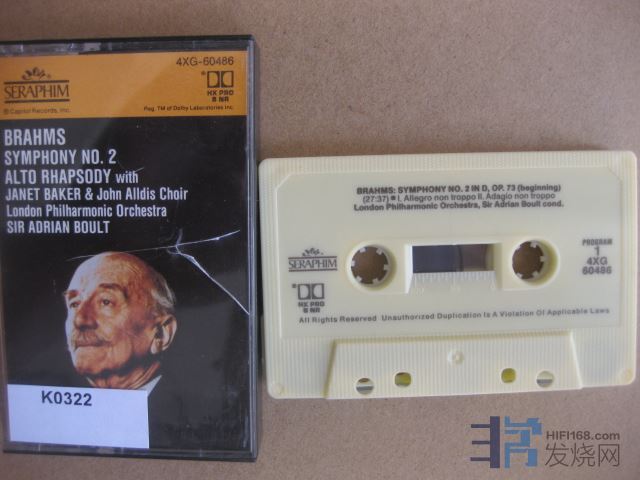 4XG-60486
SERAPHIM
© Capitol Records, Inc.
HX PRO
B NR
Reg. TM of Dolby Laboratories Inc.
BRAHMS
SYMPHONY NO. 2
ALTO RHAPSODY with
JANET BAKER & John Alldis Choir
London Philharmonic Orchestra
SIR ADRIAN BOULT
K0322
BRAHMS: SYMPHONY NO. 2 IN D, OP. 73 (beginning)
(27:37) I. Allegro non troppo II. Adagio non troppo
London Philharmonic Orchestra, Sir Adrian Boult cond.
SERAPHIM
HX PRO
B NR
PROGRAM
1
4XG
60486
All Rights Reserved Unauthorized Duplication Is A Violation Of Applicable Laws
HIFI168.com
发烧网